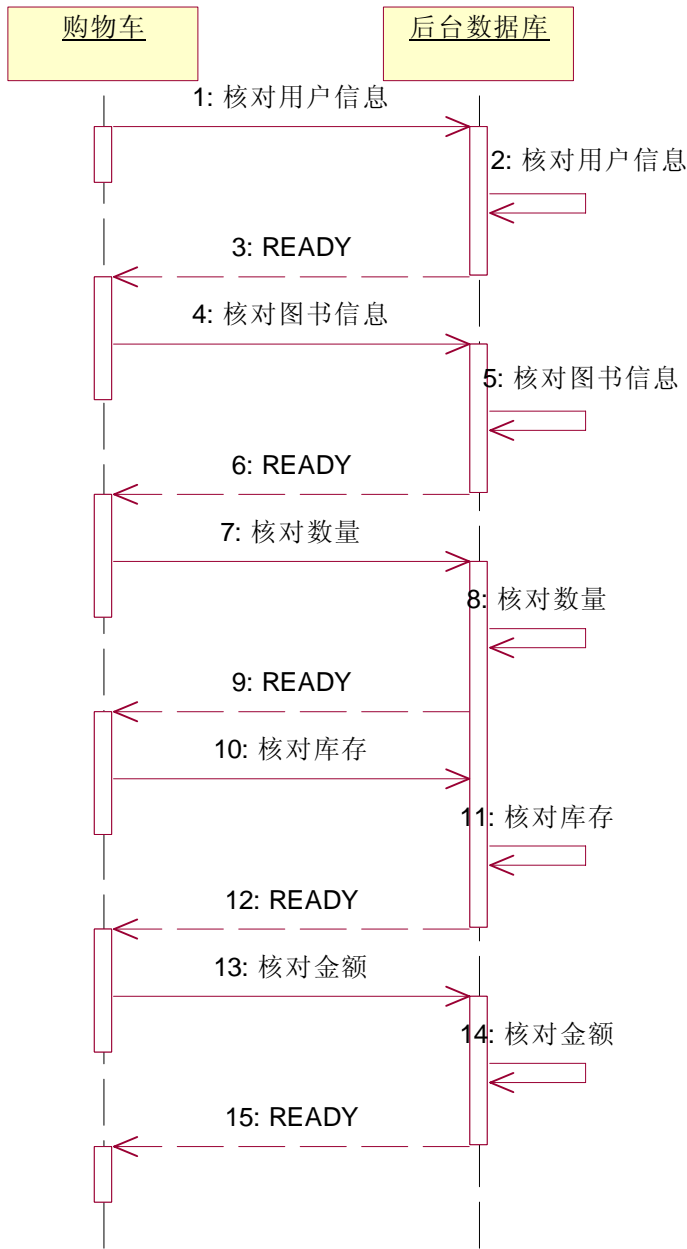 购物车
后台数据库
1: 核对用户信息
2: 核对用户信息
3: READY
4: 核对图书信息
5: 核对图书信息
6: READY
7: 核对数量
8: 核对数量
9: READY
10: 核对库存
11: 核对库存
12: READY
13: 核对金额
14: 核对金额
15: READY